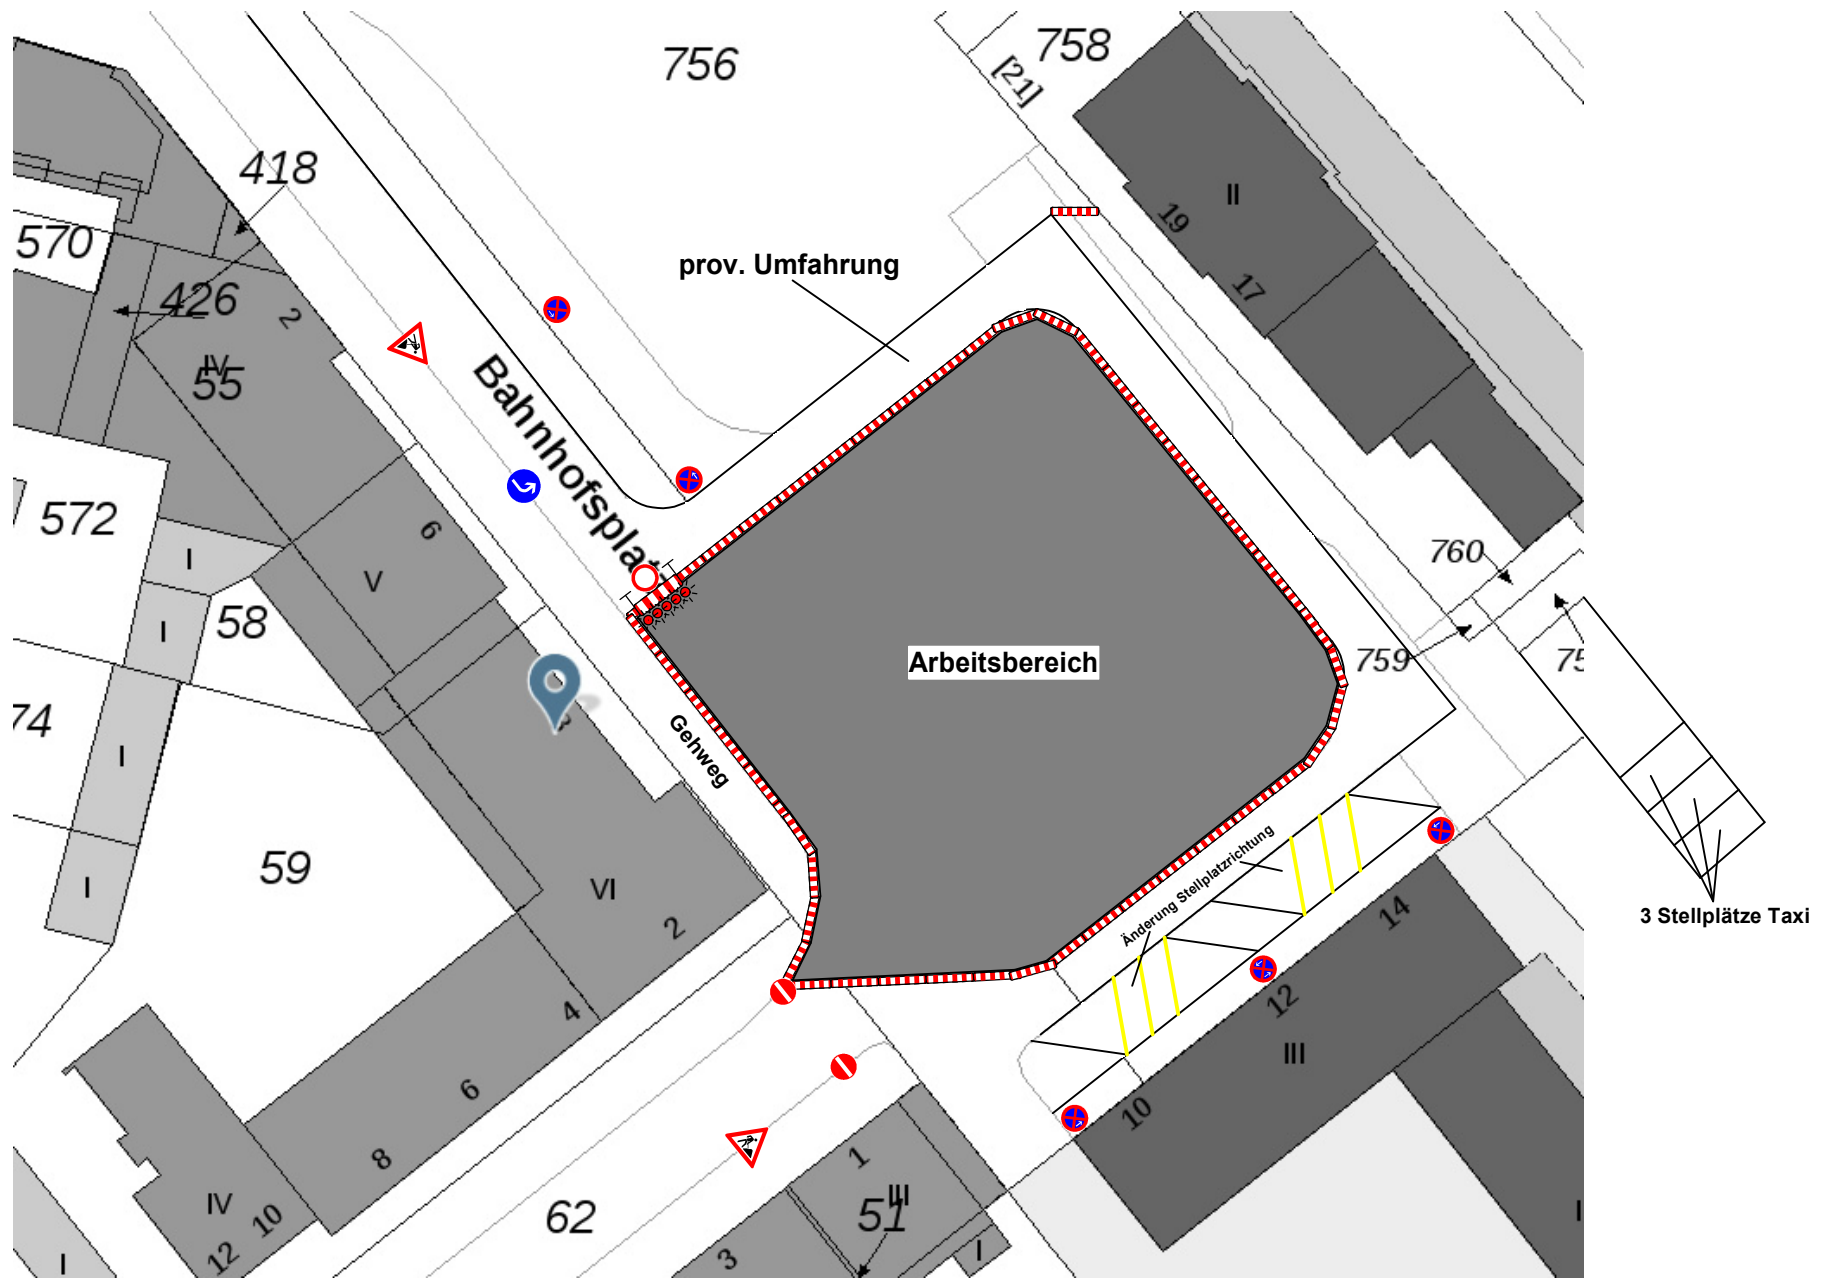 756
758
[21]
418
II
19
570
17
prov. Umfahrung
426
2
IV
55
Bahnhofsplatz
572
6
760
I
V
58
I
759
75
Arbeitsbereich
74
3
Gehweg
I
59
I
VI
2
Änderung Stellplatzrichtung
14
3 Stellplätze Taxi
12
4
III
6
10
8
1
IV
10
62
III
51
12
3
I
I
I